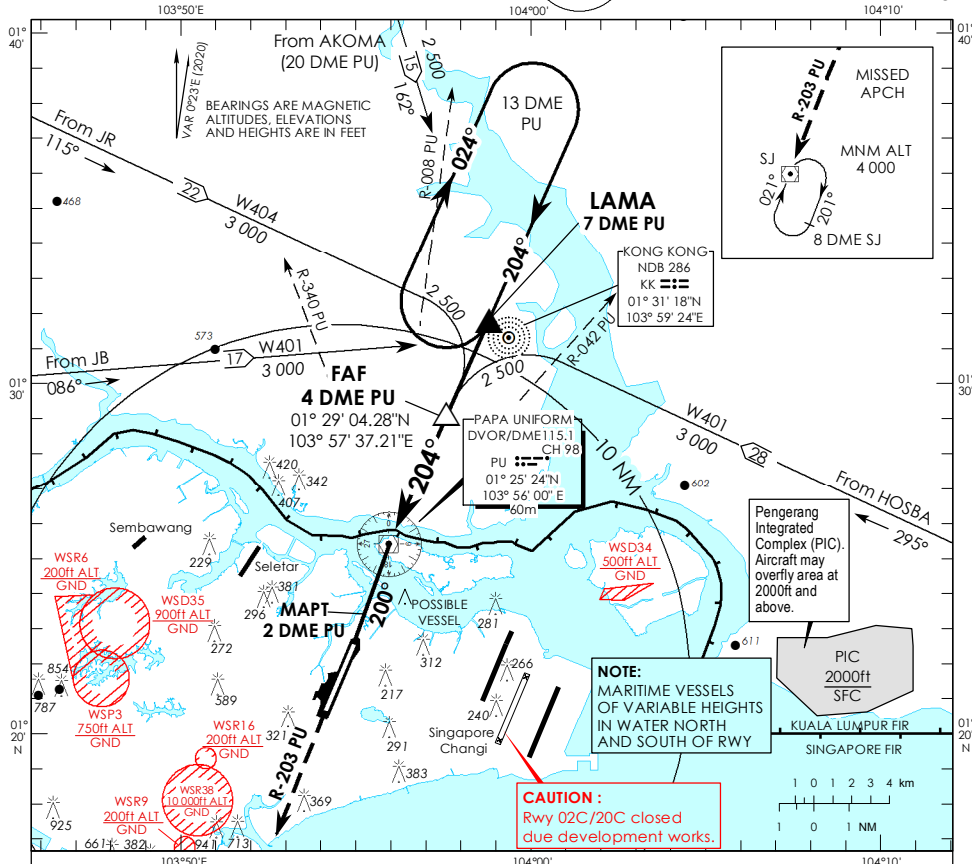 103°50'E
104°00'
104°10'
01°
40'
01°
40'
From AKOMA
(20 DME PU)
2 500
15
162°
VAR 0°23'E (2020)
BEARINGS ARE MAGNETIC
ALTITUDES, ELEVATIONS
AND HEIGHTS ARE IN FEET
13 DME
PU
024°
R-008 PU
R-203 PU
MISSED
APCH
SJ
MNM ALT
4 000
021°
201°
8 DME SJ
From JR
115°
22
W404
3 000
468
LAMA
7 DME PU
204°
KONG KONG
NDB 286
KK
01° 31' 18"N
103° 59' 24"E
R-340 PU
2 500
573
W401
17
3 000
From JB
086°
01°
30'
01°
30'
R-042 PU
2 500
FAF
4 DME PU
01° 29' 04.28"N
103° 57' 37.21"E
204°
PAPA UNIFORM
DVOR/DME115.1
CH 98
PU
01° 25' 24"N
103° 56' 00" E
60m
10 NM
W401
3 000
28
From HOSBA
295°
602
420
342
407
Sembawang
229
Seletar
WSR6
200ft ALT
GND
WSD35
900ft ALT
GND
381
296
MAPT
2 DME PU
200°
POSSIBLE
VESSEL
WSD34
500ft ALT
GND
Pengerang
Integrated
Complex (PIC).
Aircraft may
overfly area at
2000ft and
above.
281
272
312
611
854
787
589
217
266
WSP3
750ft ALT
GND
240
NOTE:
MARITIME VESSELS
OF VARIABLE HEIGHTS
IN WATER NORTH
AND SOUTH OF RWY
PIC
2000ft
SFC
WSR16
200ft ALT
GND
321
291
Singapore
Changi
KUALA LUMPUR FIR
SINGAPORE FIR
01°
20'
N
01°
20'
N
R-203 PU
383
WSR38
10 000ft ALT
GND
369
WSR9
200ft ALT
GND
925
661
382
941
713
CAUTION :
Rwy 02C/20C closed
due development works.
1 0 1 2 3 4 km
1 0 1 NM
103°50'E
104°00'
104°10'